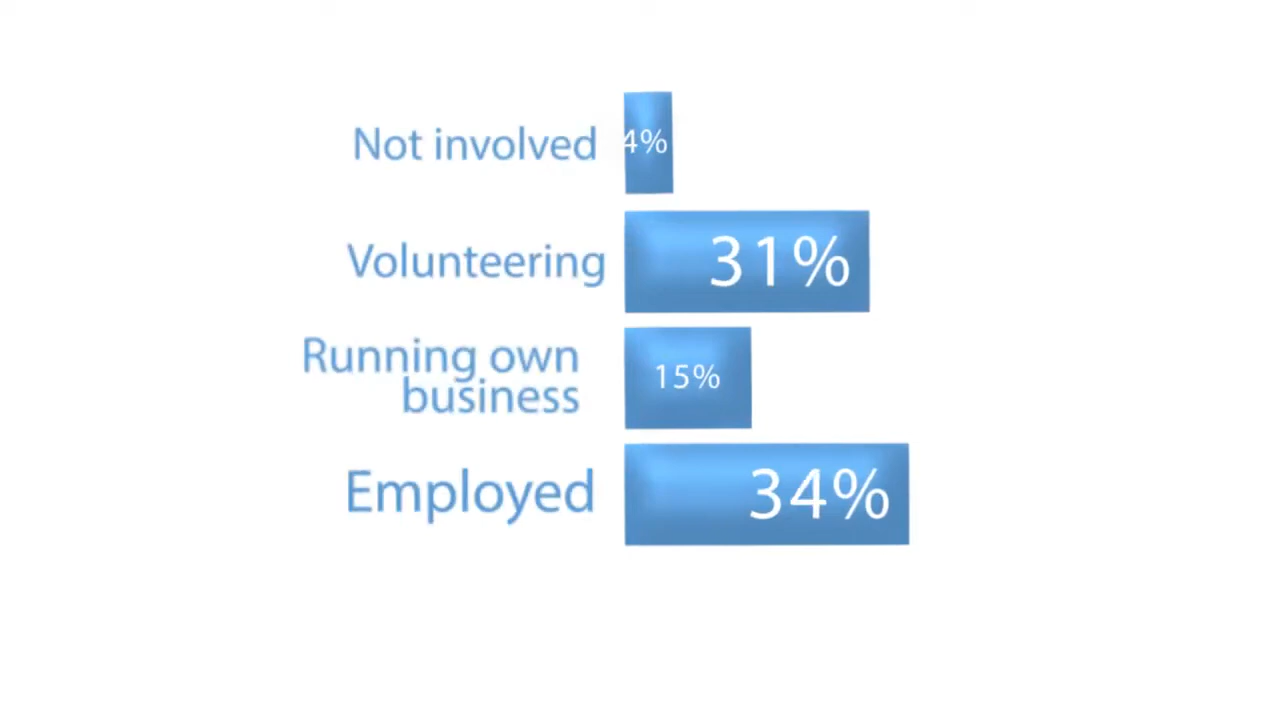 Not involved 4%
Volunteering 31%
Running own
business 15%
Employed 34%